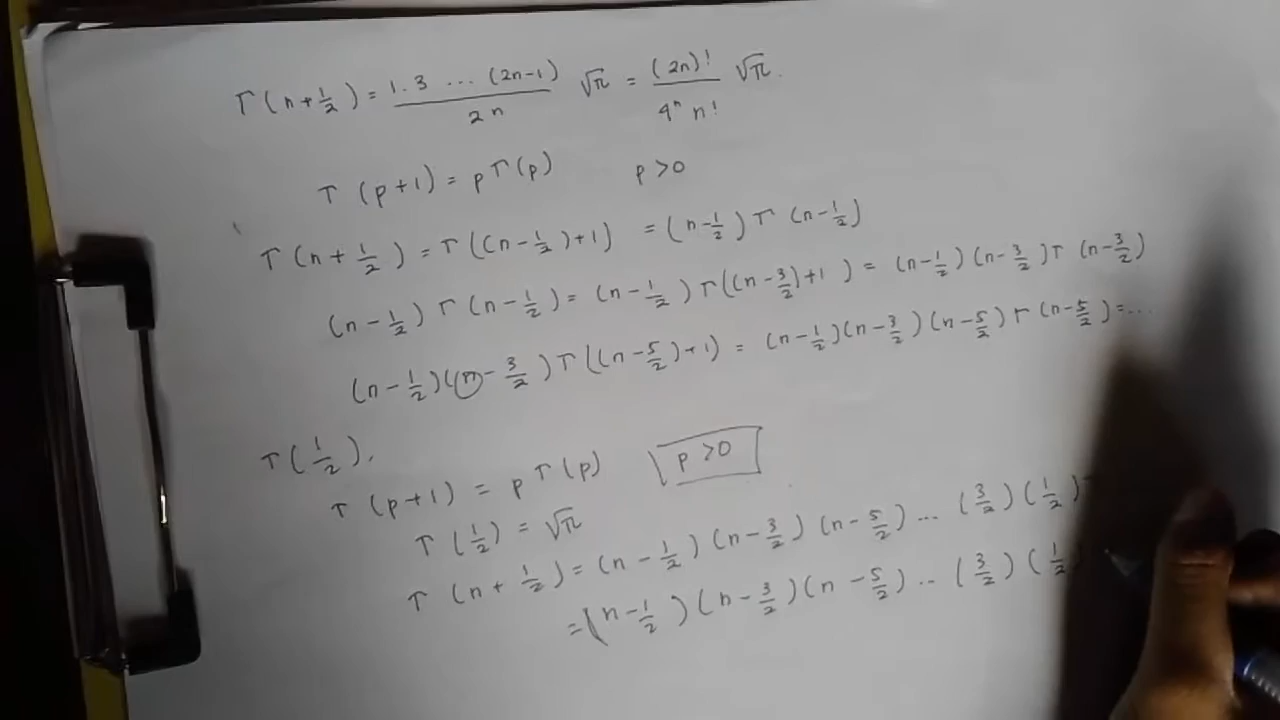 Γ(n+1/2) = 1.3 ... (2n-1)/2n √π = (2n)!/4ⁿ n! √π.
Γ(p+1) = pΓ(p) p>0
Γ(n+1/2) = Γ((n-1/2)+1) = (n-1/2)Γ(n-1/2)
(n-1/2)Γ(n-1/2) = (n-1/2)Γ((n-3/2)+1) = (n-1/2)(n-3/2)Γ(n-3/2)
(n-1/2)(n-3/2)Γ((n-5/2)+1) = (n-1/2)(n-3/2)(n-5/2)Γ(n-5/2) = ...
Γ(1/2),
Γ(p+1) = pΓ(p) p>0
Γ(1/2) = √π
Γ(n+1/2) = (n-1/2)(n-3/2)(n-5/2) ... (3/2)(1/2)
= (n-1/2)(n-3/2)(n-5/2) .. (3/2)(1/2